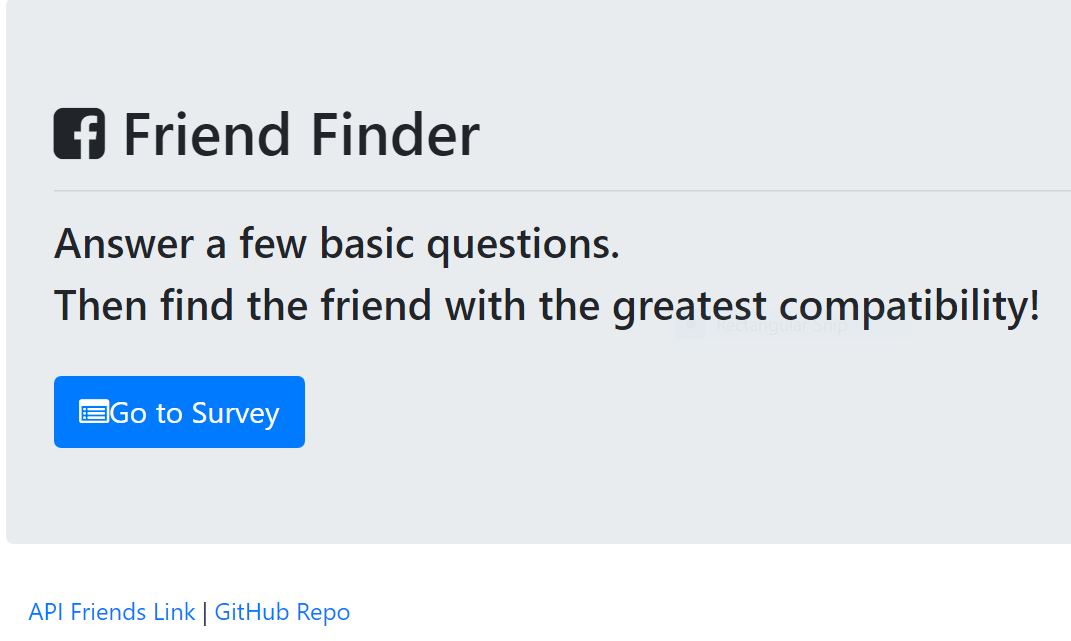 Friend Finder
Answer a few basic questions.
Then find the friend with the greatest compatibility!
Rectangular Snip
Go to Survey
API Friends Link | GitHub Repo